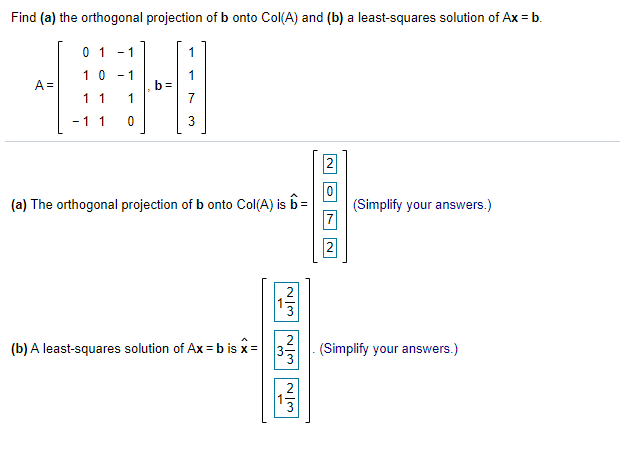 Find (a) the orthogonal projection of b onto Col(A) and (b) a least-squares solution of Ax = b.
0 1 - 1
1 0 - 1
A =
1 1 1
- 1 1 0
, b =
1
1
7
3
(a) The orthogonal projection of b onto Col(A) is b̂ =
2
0
7
2
(Simplify your answers.)
(b) A least-squares solution of Ax = b is x̂ =
1 2/3
3 2/3
1 2/3
. (Simplify your answers.)